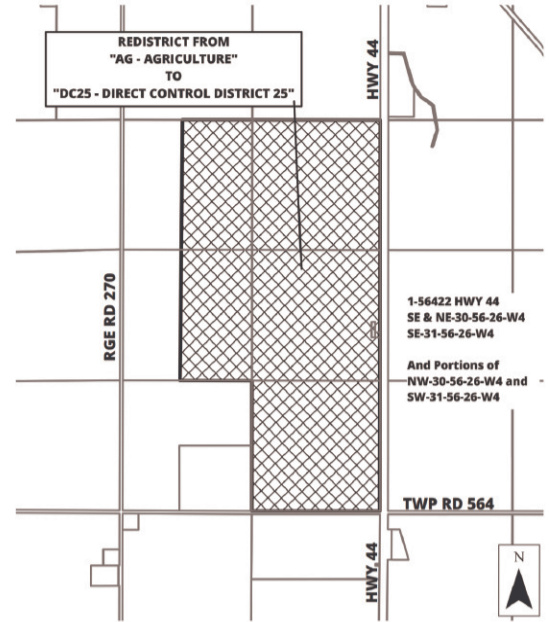 REDISTRICT FROM
"AG - AGRICULTURE"
TO
"DC25 - DIRECT CONTROL DISTRICT 25"
HWY 44
RGE RD 270
1-56422 HWY 44
SE & NE-30-56-26-W4
SE-31-56-26-W4
And Portions of
NW-30-56-26-W4 and
SW-31-56-26-W4
TWP RD 564
HWY 44
N